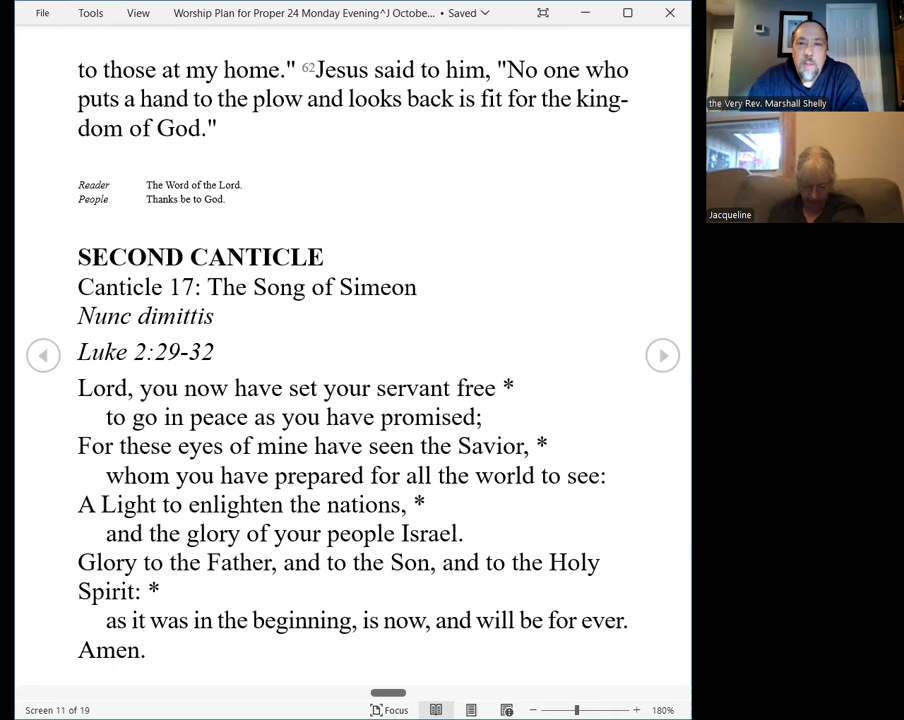 File Tools View Worship Plan for Proper 24 Monday Evening^J Octobe... • Saved
to those at my home." 62Jesus said to him, "No one who
puts a hand to the plow and looks back is fit for the king-
dom of God."
Reader The Word of the Lord.
People Thanks be to God.
SECOND CANTICLE
Canticle 17: The Song of Simeon
Nunc dimittis
Luke 2:29-32
Lord, you now have set your servant free *
to go in peace as you have promised;
For these eyes of mine have seen the Savior, *
whom you have prepared for all the world to see:
A Light to enlighten the nations, *
and the glory of your people Israel.
Glory to the Father, and to the Son, and to the Holy
Spirit: *
as it was in the beginning, is now, and will be for ever.
Amen.
Screen 11 of 19 Focus 180%
the Very Rev. Marshall Shelly
Jacqueline